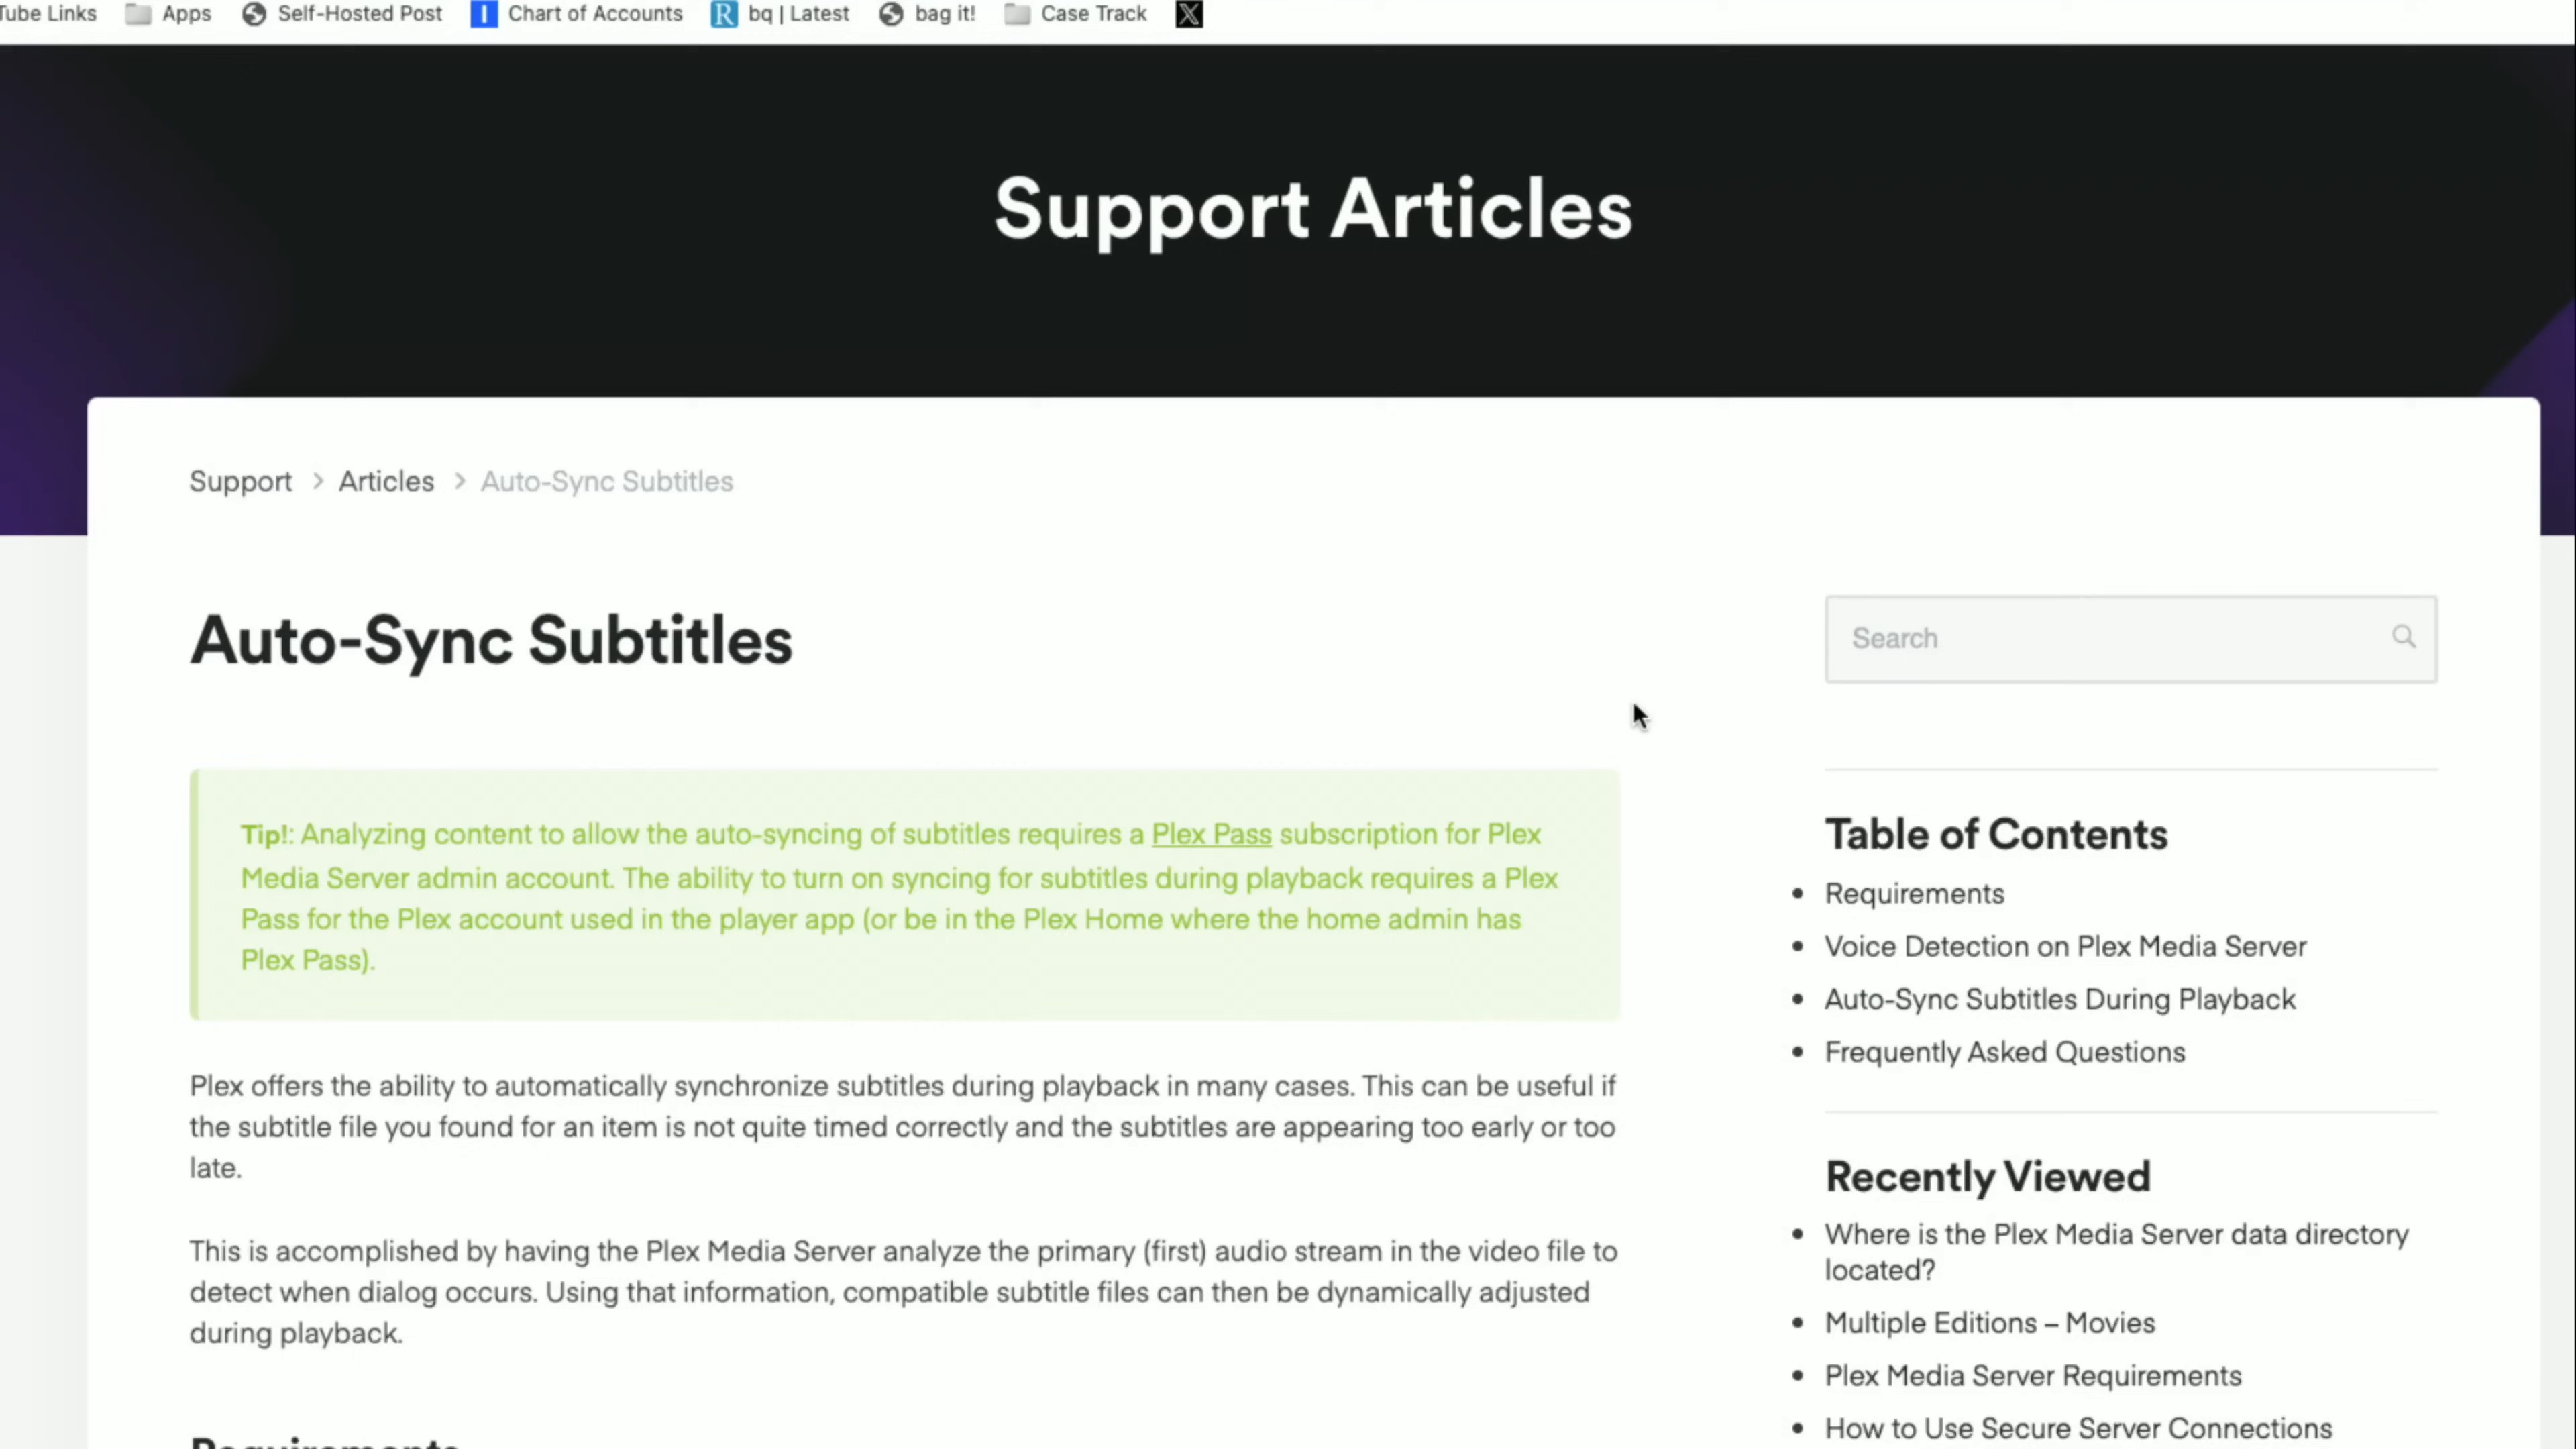 Tube Links Apps Self-Hosted Post Chart of Accounts bq | Latest bag it! Case Track
Support Articles
Support > Articles > Auto-Sync Subtitles
Auto-Sync Subtitles
Tip!: Analyzing content to allow the auto-syncing of subtitles requires a Plex Pass subscription for Plex
Media Server admin account. The ability to turn on syncing for subtitles during playback requires a Plex
Pass for the Plex account used in the player app (or be in the Plex Home where the home admin has
Plex Pass).
Plex offers the ability to automatically synchronize subtitles during playback in many cases. This can be useful if
the subtitle file you found for an item is not quite timed correctly and the subtitles are appearing too early or too
late.
This is accomplished by having the Plex Media Server analyze the primary (first) audio stream in the video file to
detect when dialog occurs. Using that information, compatible subtitle files can then be dynamically adjusted
during playback.
Requirements
Search
Table of Contents
• Requirements
• Voice Detection on Plex Media Server
• Auto-Sync Subtitles During Playback
• Frequently Asked Questions
Recently Viewed
• Where is the Plex Media Server data directory
located?
• Multiple Editions – Movies
• Plex Media Server Requirements
• How to Use Secure Server Connections